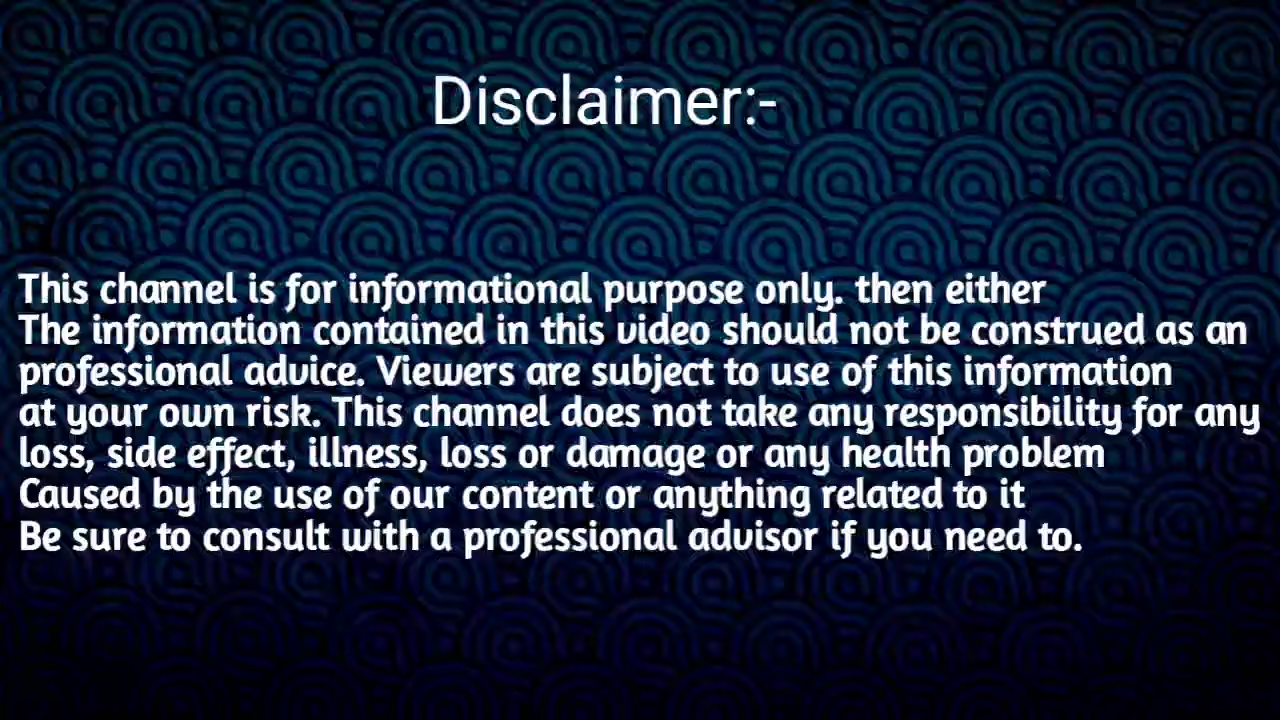 Disclaimer:-
This channel is for informational purpose only. then either
The information contained in this video should not be construed as an
professional advice. Viewers are subject to use of this information
at your own risk. This channel does not take any responsibility for any
loss, side effect, illness, loss or damage or any health problem
Caused by the use of our content or anything related to it
Be sure to consult with a professional advisor if you need to.